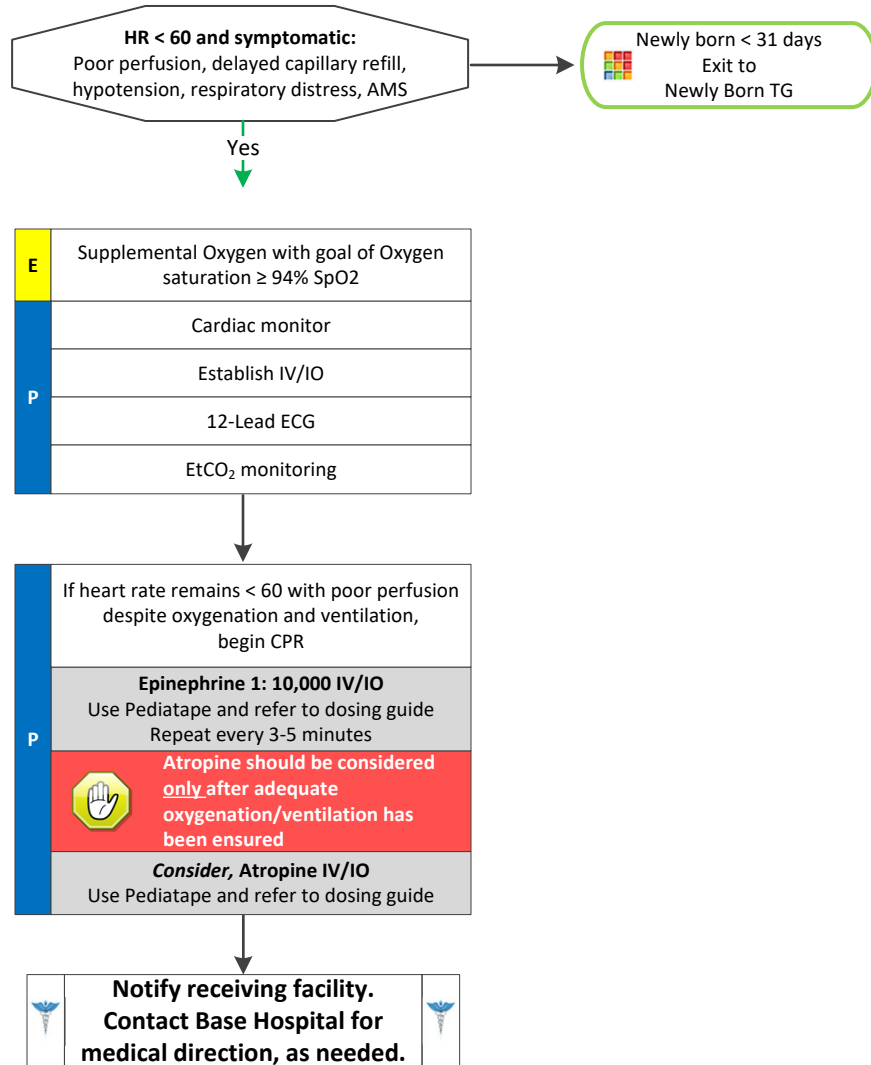 HR < 60 and symptomatic:
Poor perfusion, delayed capillary refill,
hypotension, respiratory distress, AMS
Newly born < 31 days
Exit to
Newly Born TG
Yes
E
Supplemental Oxygen with goal of Oxygen
saturation ≥ 94% SpO2
P
Cardiac monitor
Establish IV/IO
12-Lead ECG
EtCO₂ monitoring
P
If heart rate remains < 60 with poor perfusion
despite oxygenation and ventilation,
begin CPR
Epinephrine 1: 10,000 IV/IO
Use Pediatape and refer to dosing guide
Repeat every 3-5 minutes
Atropine should be considered
only after adequate
oxygenation/ventilation has
been ensured
Consider, Atropine IV/IO
Use Pediatape and refer to dosing guide
Notify receiving facility.
Contact Base Hospital for
medical direction, as needed.